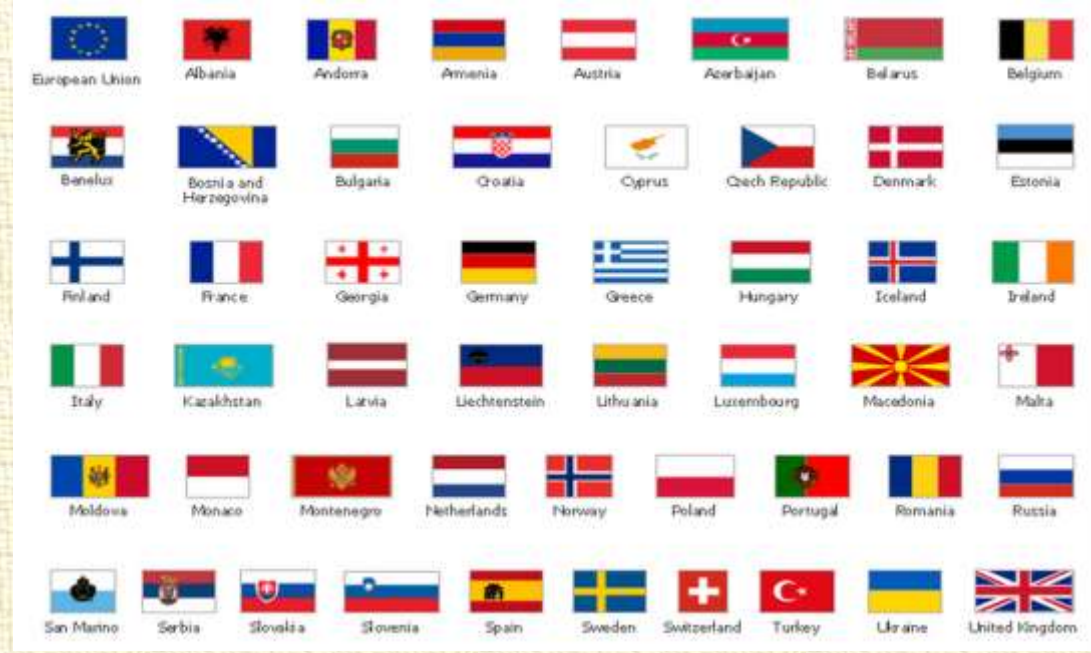 European Union Albania Andorra Armenia Austria Azerbaijan Belarus Belgium
Benelux Bosnia and Herzegovina Bulgaria Croatia Cyprus Czech Republic Denmark Estonia
Finland France Georgia Germany Greece Hungary Iceland Ireland
Italy Kazakhstan Latvia Liechtenstein Lithuania Luxembourg Macedonia Malta
Moldova Monaco Montenegro Netherlands Norway Poland Portugal Romania Russia
San Marino Serbia Slovakia Slovenia Spain Sweden Switzerland Turkey Ukraine United Kingdom